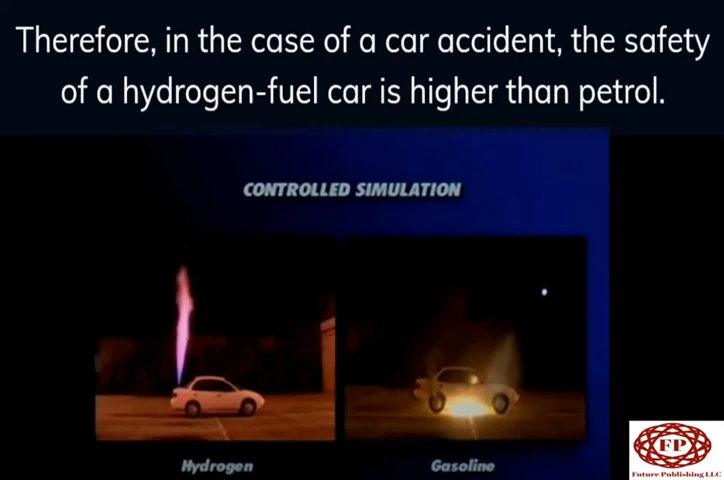 Therefore, in the case of a car accident, the safety
of a hydrogen-fuel car is higher than petrol.
CONTROLLED SIMULATION
Hydrogen
Gasoline
FP
Future Publishing LLC